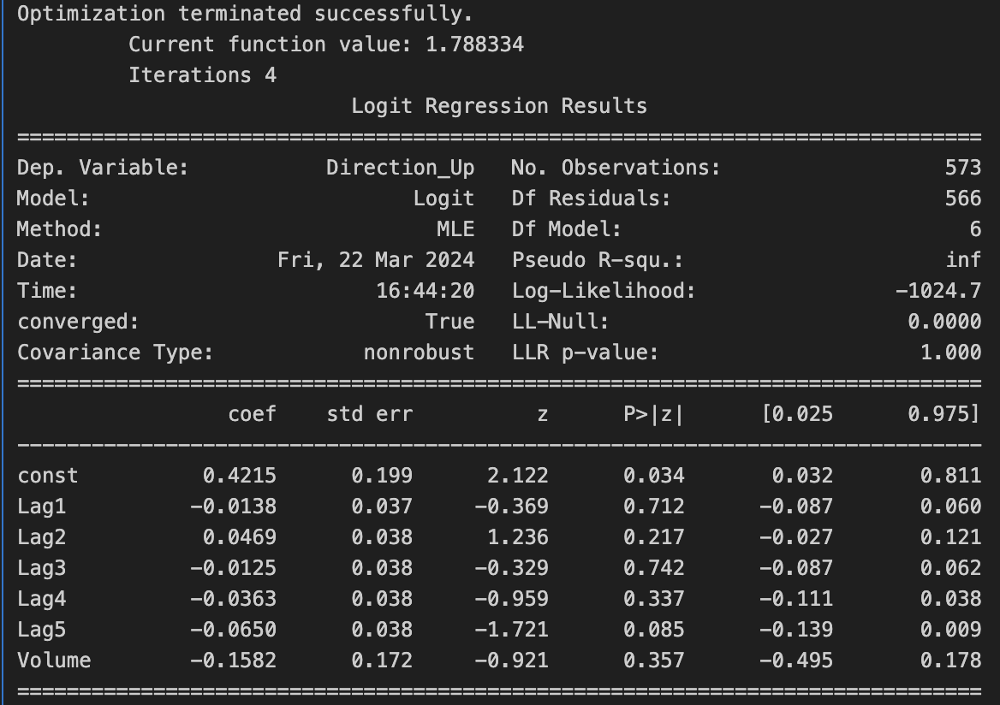 Optimization terminated successfully.
         Current function value: 1.788334
         Iterations 4
                           Logit Regression Results
==============================================================================
Dep. Variable:           Direction_Up   No. Observations:                  573
Model:                          Logit   Df Residuals:                      566
Method:                           MLE   Df Model:                            6
Date:                Fri, 22 Mar 2024   Pseudo R-squ.:                     inf
Time:                        16:44:20   Log-Likelihood:                -1024.7
converged:                       True   LL-Null:                        0.0000
Covariance Type:            nonrobust   LLR p-value:                     1.000
==============================================================================
                 coef    std err          z      P>|z|      [0.025      0.975]
------------------------------------------------------------------------------
const          0.4215      0.199      2.122      0.034       0.032       0.811
Lag1          -0.0138      0.037     -0.369      0.712      -0.087       0.060
Lag2           0.0469      0.038      1.236      0.217      -0.027       0.121
Lag3          -0.0125      0.038     -0.329      0.742      -0.087       0.062
Lag4          -0.0363      0.038     -0.959      0.337      -0.111       0.038
Lag5          -0.0650      0.038     -1.721      0.085      -0.139       0.009
Volume        -0.1582      0.172     -0.921      0.357      -0.495       0.178
==============================================================================